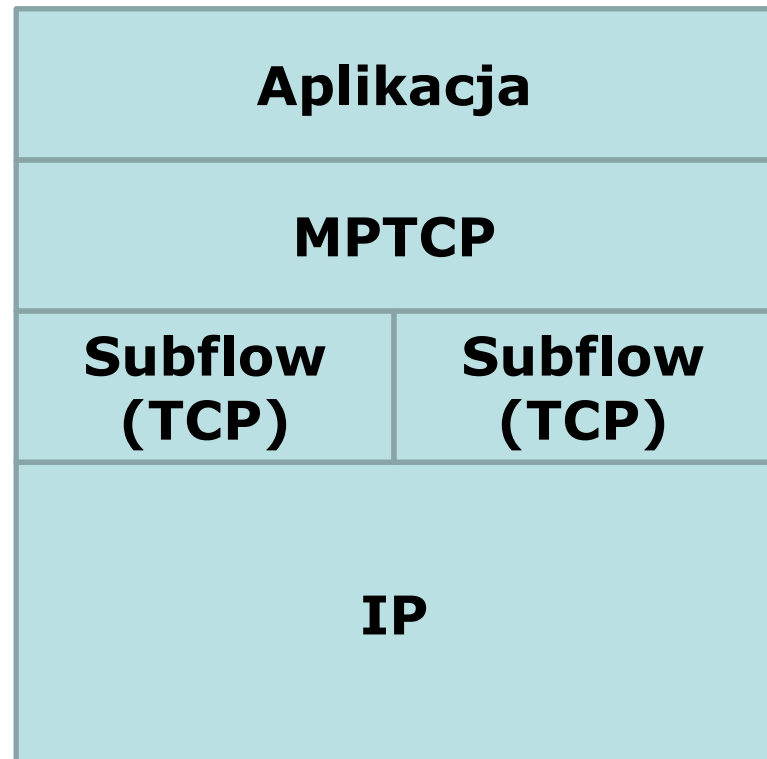 Aplikacja
MPTCP
Subflow
(TCP)
Subflow
(TCP)
IP